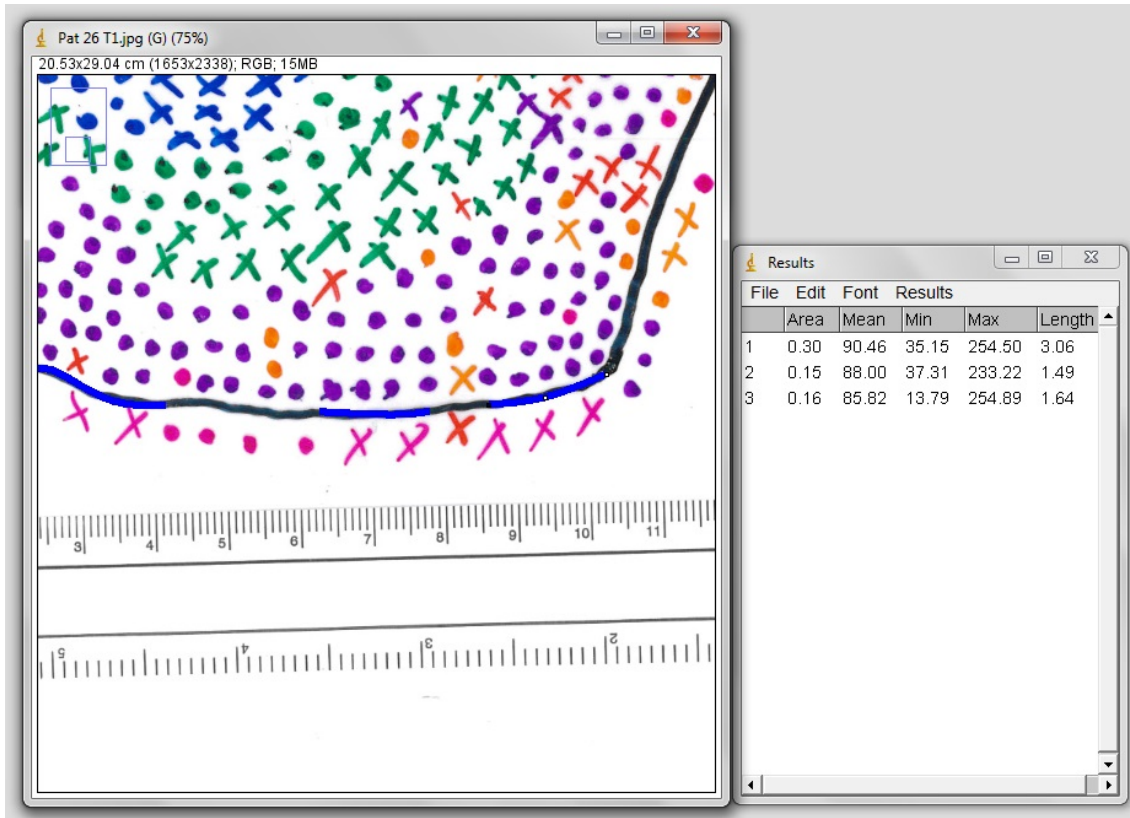 Pat 26 T1.jpg (G) (75%)
20.53x29.04 cm (1653x2338); RGB; 15MB
3 4 5 6 7 8 9 10 11
5 4 3 2
Results
File Edit Font Results
Area Mean Min Max Length
1 0.30 90.46 35.15 254.50 3.06
2 0.15 88.00 37.31 233.22 1.49
3 0.16 85.82 13.79 254.89 1.64